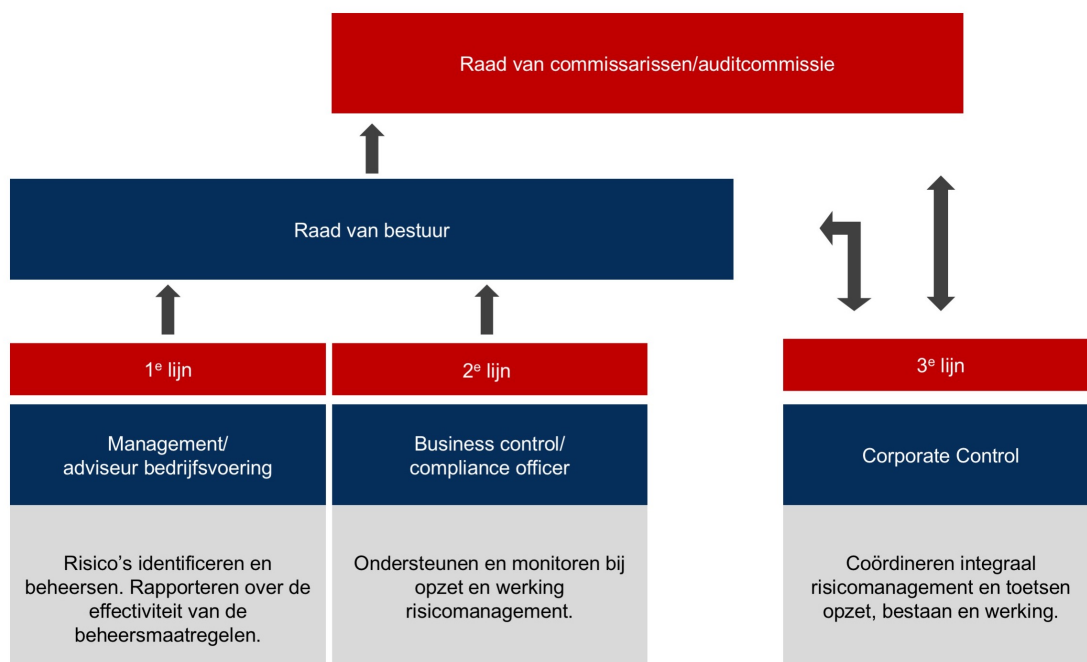 Raad van commissarissen/auditcommissie
Raad van bestuur
1e lijn
Management/
adviseur bedrijfsvoering
Risico’s identificeren en
beheersen. Rapporteren over de
effectiviteit van de
beheersmaatregelen.
2e lijn
Business control/
compliance officer
Ondersteunen en monitoren bij
opzet en werking
risicomanagement.
3e lijn
Corporate Control
Coördineren integraal
risicomanagement en toetsen
opzet, bestaan en werking.